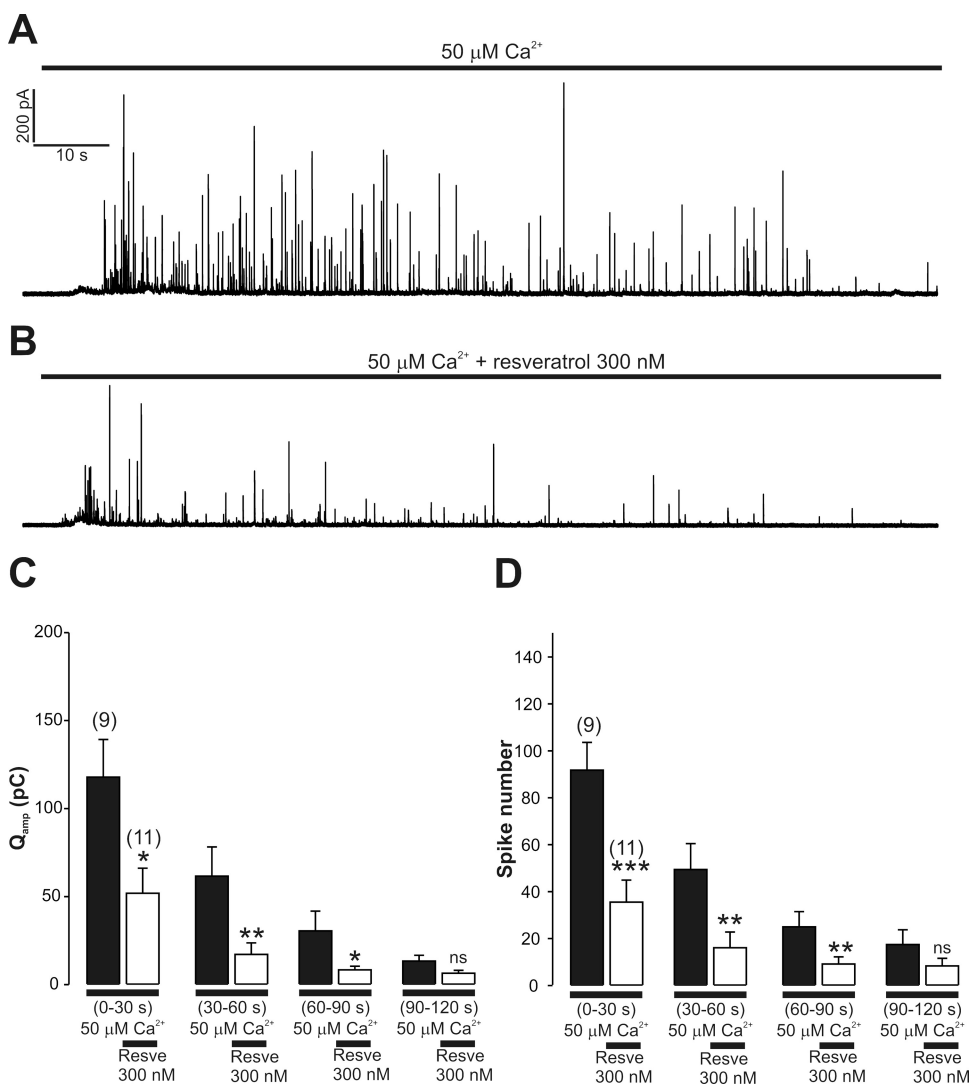 A
50 μM Ca²⁺
200 pA
10 s
B
50 μM Ca²⁺ + resveratrol 300 nM
C
Q_amp (pC)
200
150
100
50
0
(9)
(11)
*
**
*
ns
(0-30 s) (30-60 s) (60-90 s) (90-120 s)
50 μM Ca²⁺ 50 μM Ca²⁺ 50 μM Ca²⁺ 50 μM Ca²⁺
Resve Resve Resve Resve
300 nM 300 nM 300 nM 300 nM
D
Spike number
140
120
100
80
60
40
20
0
(9)
(11)
***
**
**
ns
(0-30 s) (30-60 s) (60-90 s) (90-120 s)
50 μM Ca²⁺ 50 μM Ca²⁺ 50 μM Ca²⁺ 50 μM Ca²⁺
Resve Resve Resve Resve
300 nM 300 nM 300 nM 300 nM